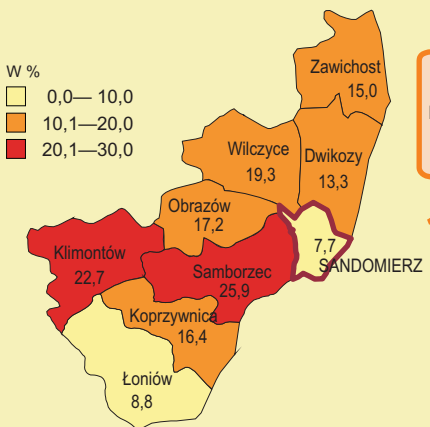 W %
0,0— 10,0
10,1—20,0
20,1—30,0
Zawichost
15,0
Wilczyce
19,3
Dwikozy
13,3
Obrazów
17,2
7,7
SANDOMIERZ
Klimontów
22,7
Samborzec
25,9
Koprzywnica
16,4
Łoniów
8,8